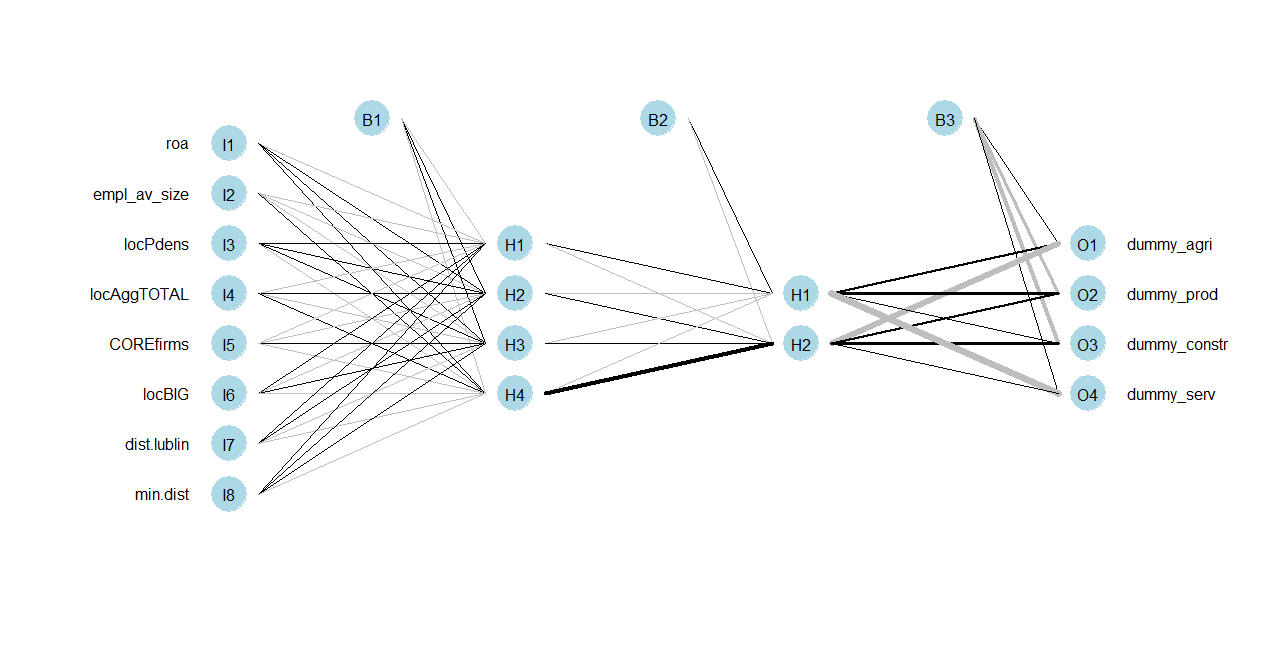 B1 B2 B3
roa I1
empl_av_size I2
locPdens I3 H1 O1 dummy_agri
locAggTOTAL I4 H2 H1 O2 dummy_prod
COREfirms I5 H3 H2 O3 dummy_constr
locBIG I6 H4 O4 dummy_serv
dist.lublin I7
min.dist I8